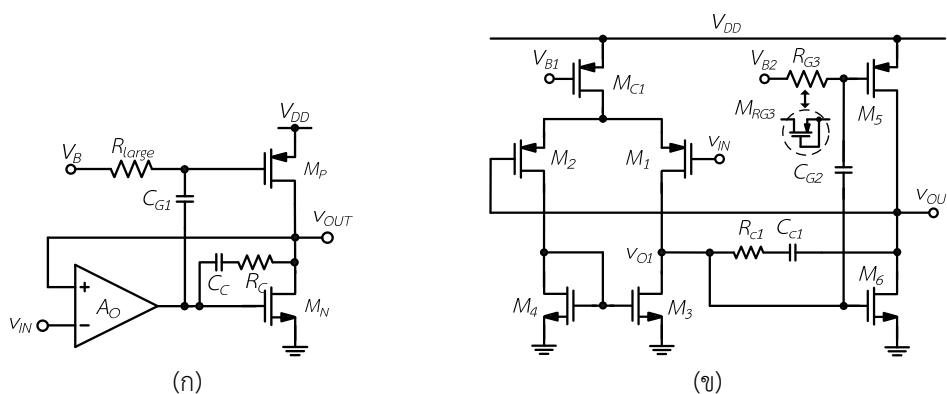 V_B
R_large
C_G1
V_DD
M_P
v_OUT
C_C
R_C
M_N
A_O
+
−
v_IN
(ก)
V_DD
V_B1
M_C1
V_B2
R_G3
M_RG3
M_5
M_2
M_1
v_IN
C_G2
v_OU
R_c1
C_c1
v_O1
M_4
M_3
M_6
(ข)